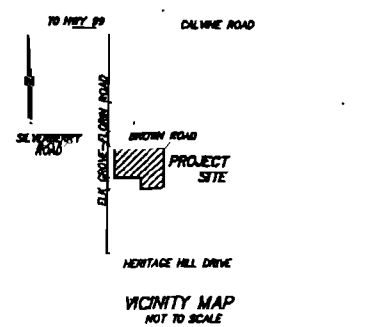 TO HWY 99
CALVINE ROAD
N
ELK GROVE-FLORIN ROAD
SILVERBERRY
ROAD
BROWN ROAD
PROJECT
SITE
HERITAGE HILL DRIVE
VICINITY MAP
NOT TO SCALE